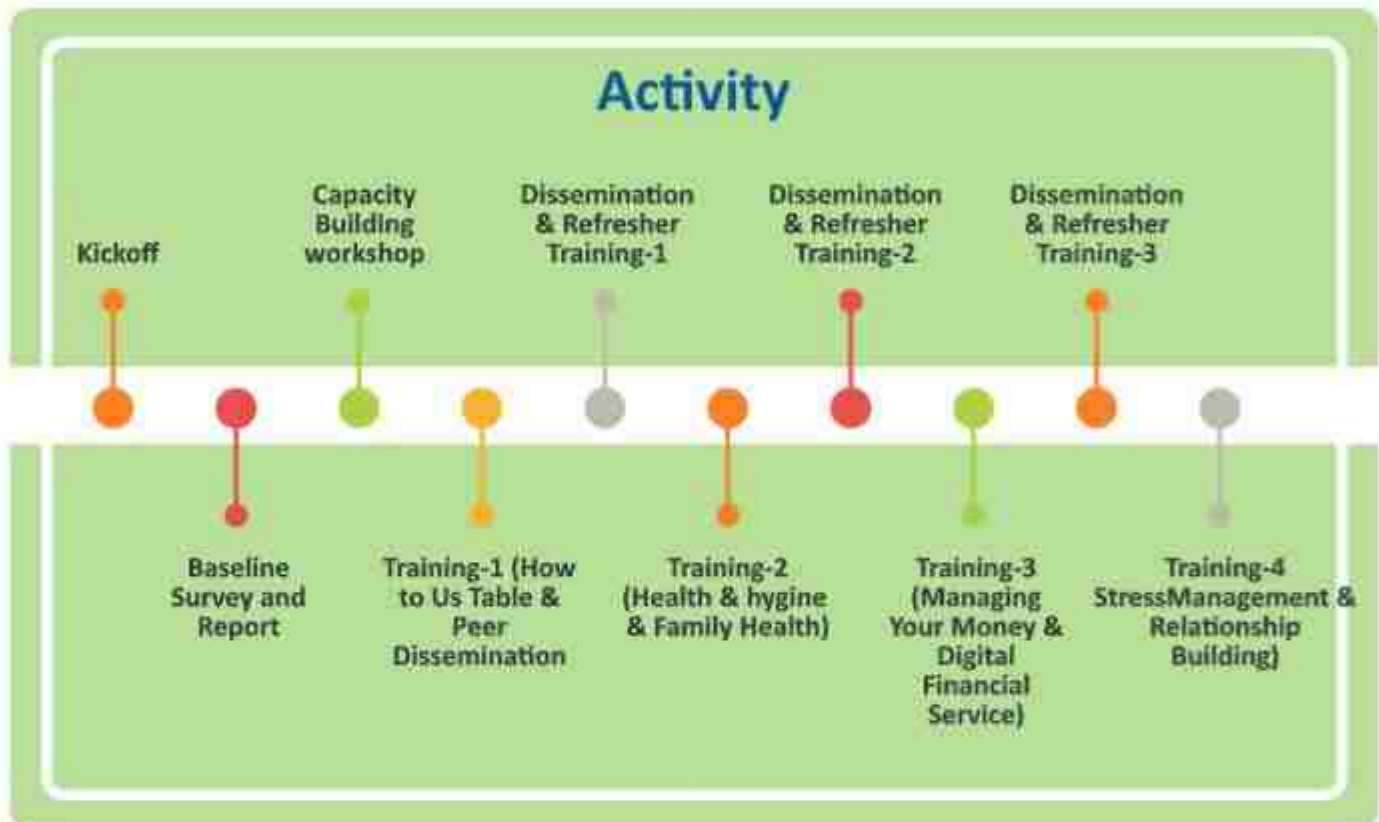 Activity
Kickoff
Capacity
Building
workshop
Dissemination
& Refresher
Training-1
Dissemination
& Refresher
Training-2
Dissemination
& Refresher
Training-3
Baseline
Survey and
Report
Training-1 (How
to Us Table &
Peer
Dissemination
Training-2
(Health & hygine
& Family Health)
Training-3
(Managing
Your Money &
Digital
Financial
Service)
Training-4
StressManagement &
Relationship
Building)